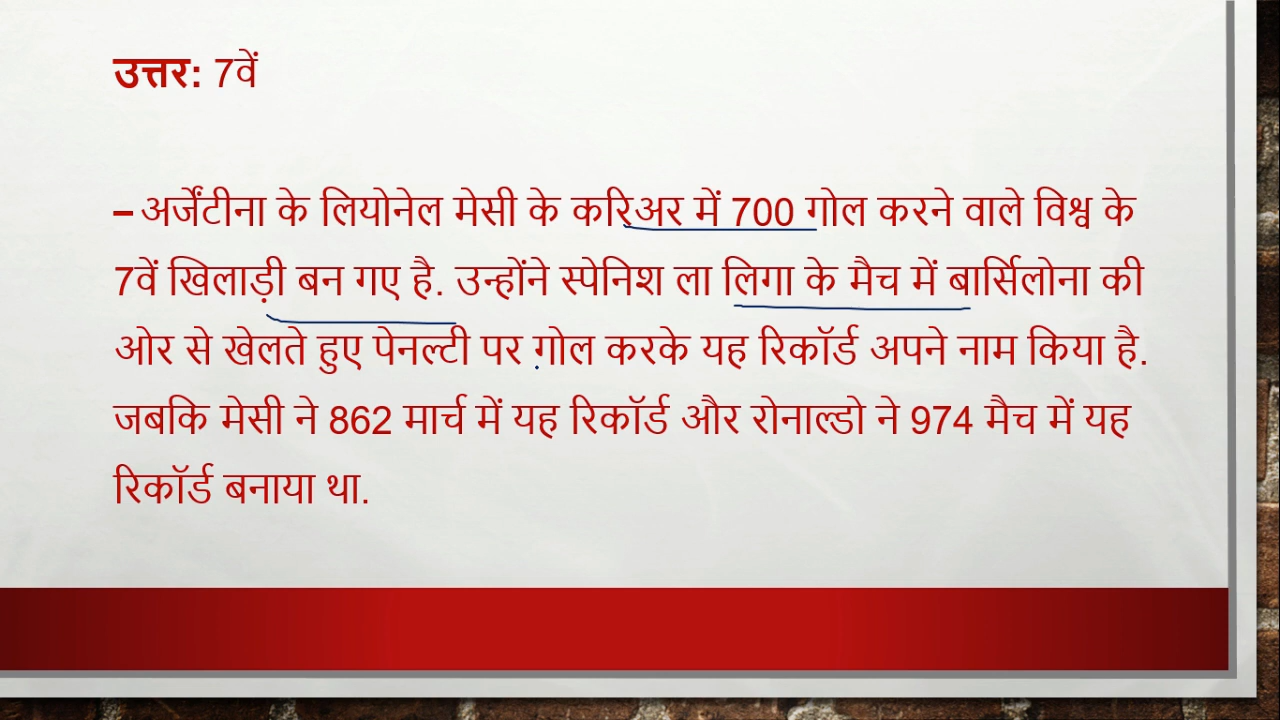 उत्तर: 7वें
– अर्जेंटीना के लियोनेल मेसी के करिअर में 700 गोल करने वाले विश्व के
7वें खिलाड़ी बन गए है. उन्होंने स्पेनिश ला लिगा के मैच में बार्सिलोना की
ओर से खेलते हुए पेनल्टी पर गोल करके यह रिकॉर्ड अपने नाम किया है.
जबकि मेसी ने 862 मार्च में यह रिकॉर्ड और रोनाल्डो ने 974 मैच में यह
रिकॉर्ड बनाया था.